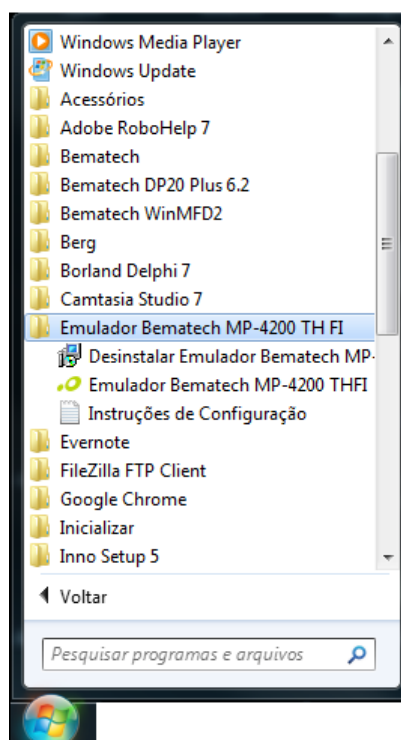 Windows Media Player
Windows Update
Acessórios
Adobe RoboHelp 7
Bematech
Bematech DP20 Plus 6.2
Bematech WinMFD2
Berg
Borland Delphi 7
Camtasia Studio 7
Emulador Bematech MP-4200 TH FI
Desinstalar Emulador Bematech MP-
Emulador Bematech MP-4200 THFI
Instruções de Configuração
Evernote
FileZilla FTP Client
Google Chrome
Inicializar
Inno Setup 5
Voltar
Pesquisar programas e arquivos